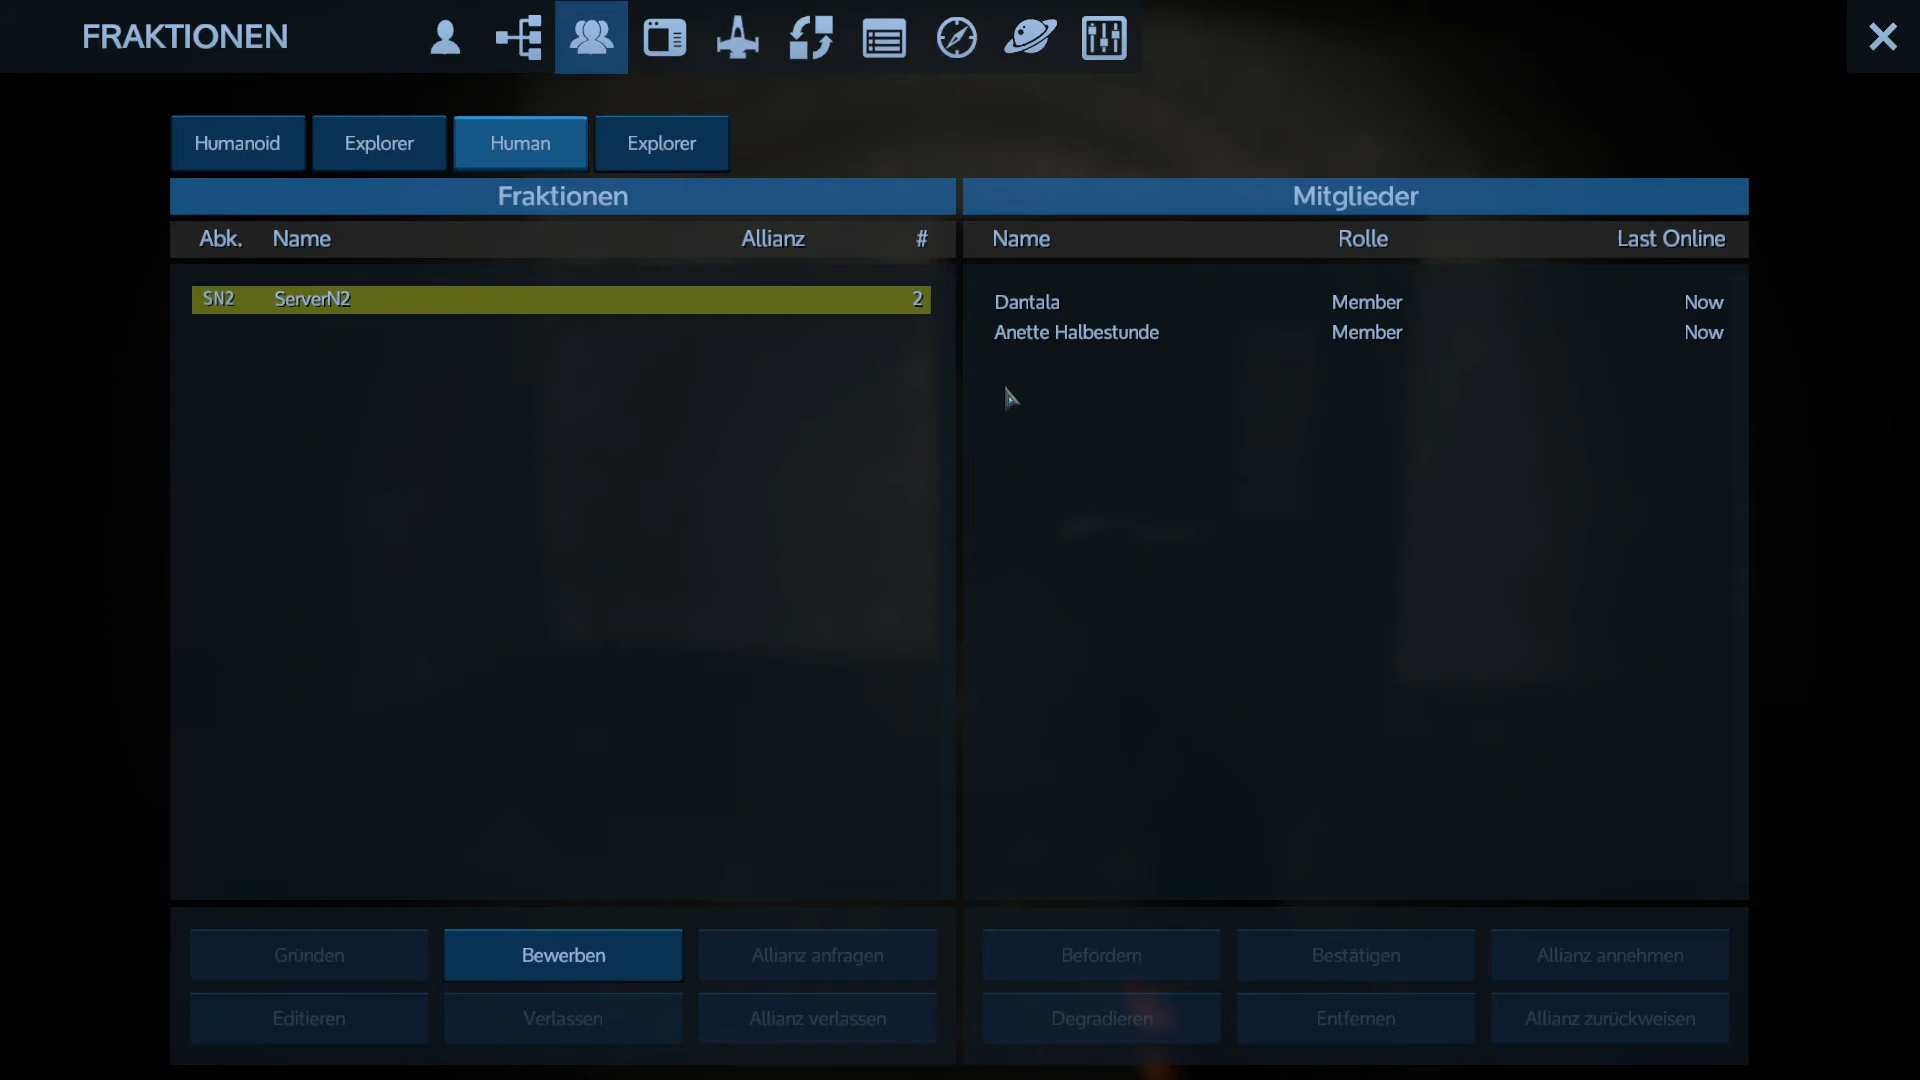 FRAKTIONEN
Humanoid Explorer Human Explorer
Fraktionen Mitglieder
Abk. Name Allianz # Name Rolle Last Online
SN2 ServerN2 2
Dantala Member Now
Anette Halbestunde Member Now
Gründen Bewerben Allianz anfragen Befördern Bestätigen Allianz annehmen
Editieren Verlassen Allianz verlassen Degradieren Entfernen Allianz zurückweisen